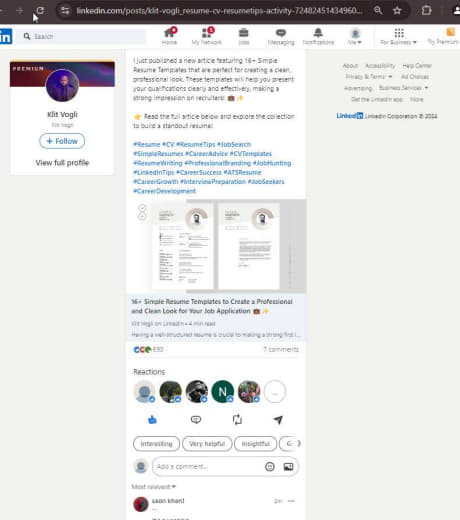 linkedin.com/posts/klit-vogli_resume-cv-resumetips-activity-72482451434960...
in
Search
Home
My Network
Jobs
Messaging
Notifications
Me
For Business
Try Premium
PREMIUM
Klit Vogli
Klit Vogli
+ Follow
View full profile
I just published a new article featuring 16+ Simple
Resume Templates that are perfect for creating a clean,
professional look. These templates will help you present
your qualifications clearly and effectively, making a
strong impression on recruiters! 💼 ✨
👉 Read the full article below and explore the collection
to build a standout resume!
#Resume #CV #ResumeTips #JobSearch
#SimpleResumes #CareerAdvice #CVTemplates
#ResumeWriting #ProfessionalBranding #JobHunting
#LinkedInTips #CareerSuccess #ATSResume
#CareerGrowth #InterviewPreparation #JobSeekers
#CareerDevelopment
16+ Simple Resume Templates to Create a Professional
and Clean Look for Your Job Application 💼 ✨
Klit Vogli on LinkedIn • 4 min read
Having a well-structured resume is crucial to making a strong first i...
690
7 comments
Reactions
N
...
Interesting
Very helpful
Insightful
Add a comment...
Most relevant
saon khant
2w
...
About Accessibility Help Center
Privacy & Terms Ad Choices
Advertising Business Services
Get the LinkedIn app More
LinkedIn LinkedIn Corporation © 2024